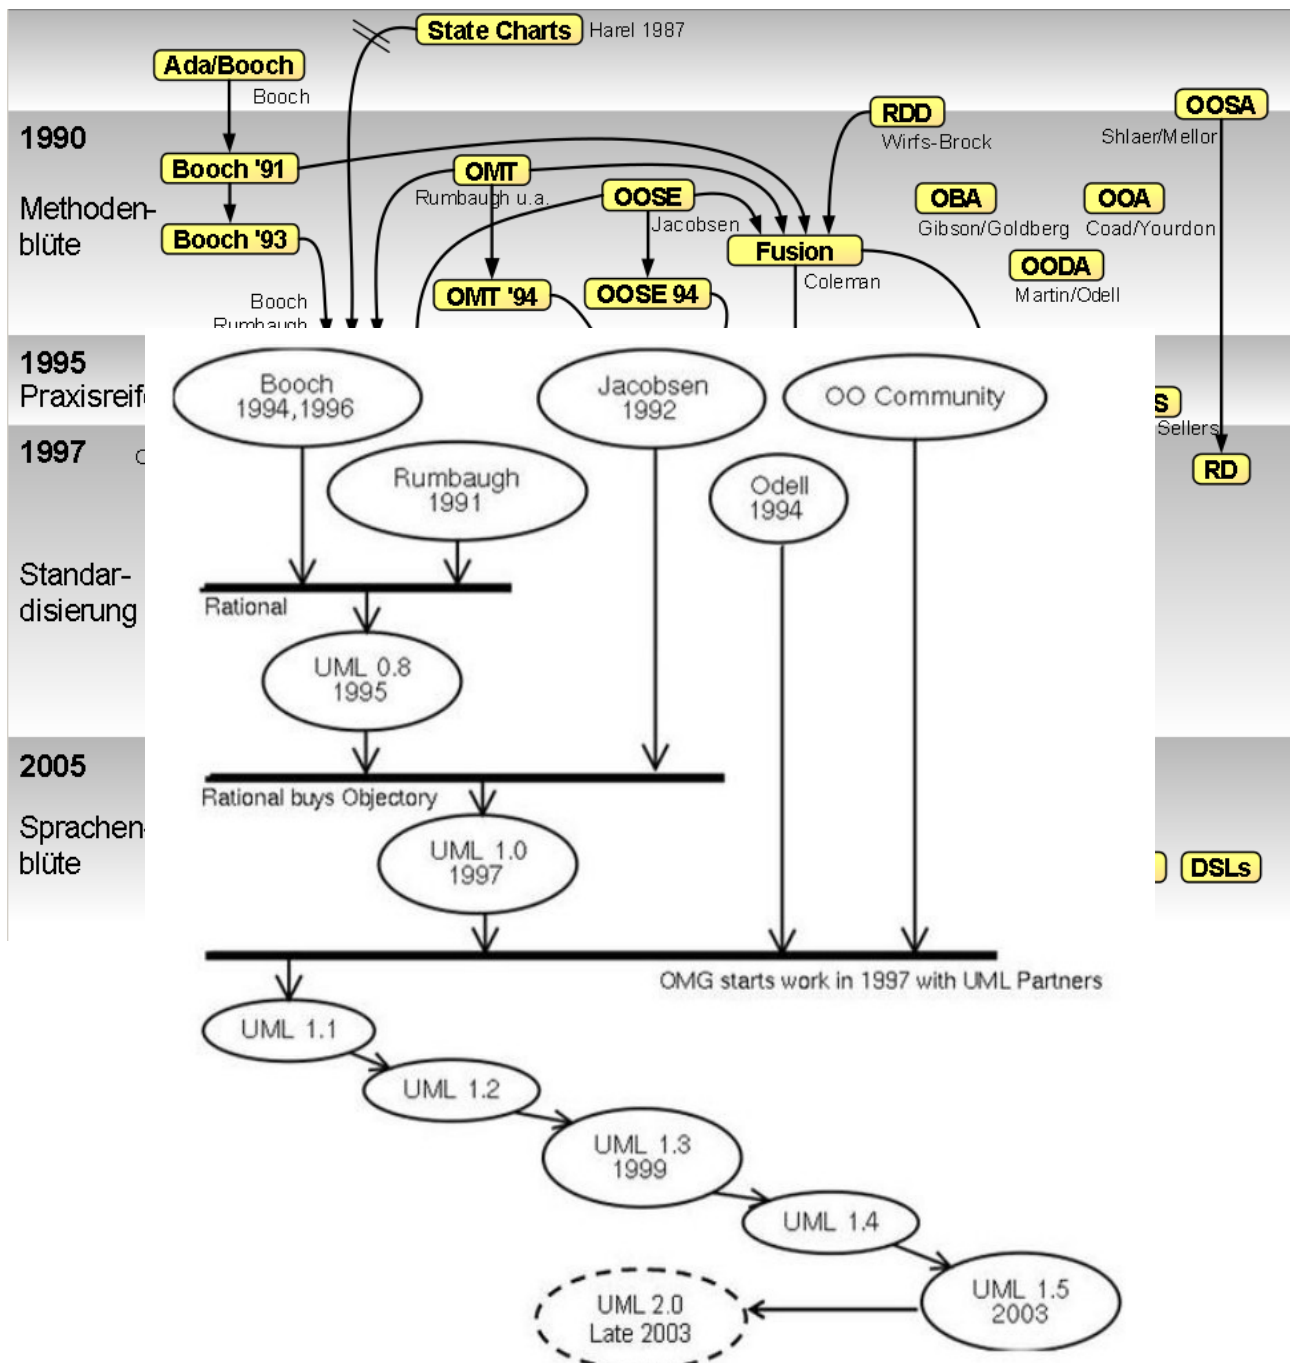 State Charts
Harel 1987
Ada/Booch
Booch
RDD
Wirfs-Brock
OOSA
Shlaer/Mellor
1990
Methoden-
blüte
Booch '91
OMT
Rumbaugh u.a.
OOSE
Jacobsen
OBA
Gibson/Goldberg
OOA
Coad/Yourdon
Booch '93
Fusion
Coleman
OODA
Martin/Odell
OMT '94
OOSE 94
Booch
Rumbaugh
1995
Praxisreif
S
Sellers
RD
1997
Standar-
disierung
2005
Sprachen
blüte
DSLs
Booch
1994,1996
Jacobsen
1992
OO Community
Rumbaugh
1991
Odell
1994
Rational
UML 0.8
1995
Rational buys Objectory
UML 1.0
1997
OMG starts work in 1997 with UML Partners
UML 1.1
UML 1.2
UML 1.3
1999
UML 1.4
UML 1.5
2003
UML 2.0
Late 2003